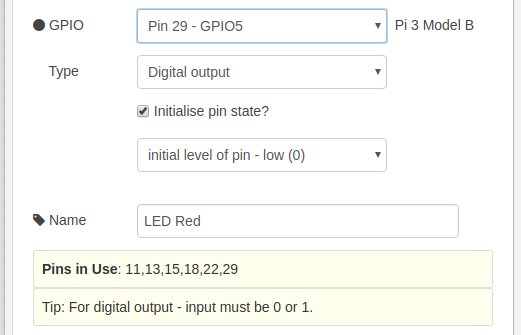 GPIO Pin 29 - GPIO5 Pi 3 Model B
Type Digital output
Initialise pin state?
initial level of pin - low (0)
Name LED Red
Pins in Use: 11,13,15,18,22,29
Tip: For digital output - input must be 0 or 1.